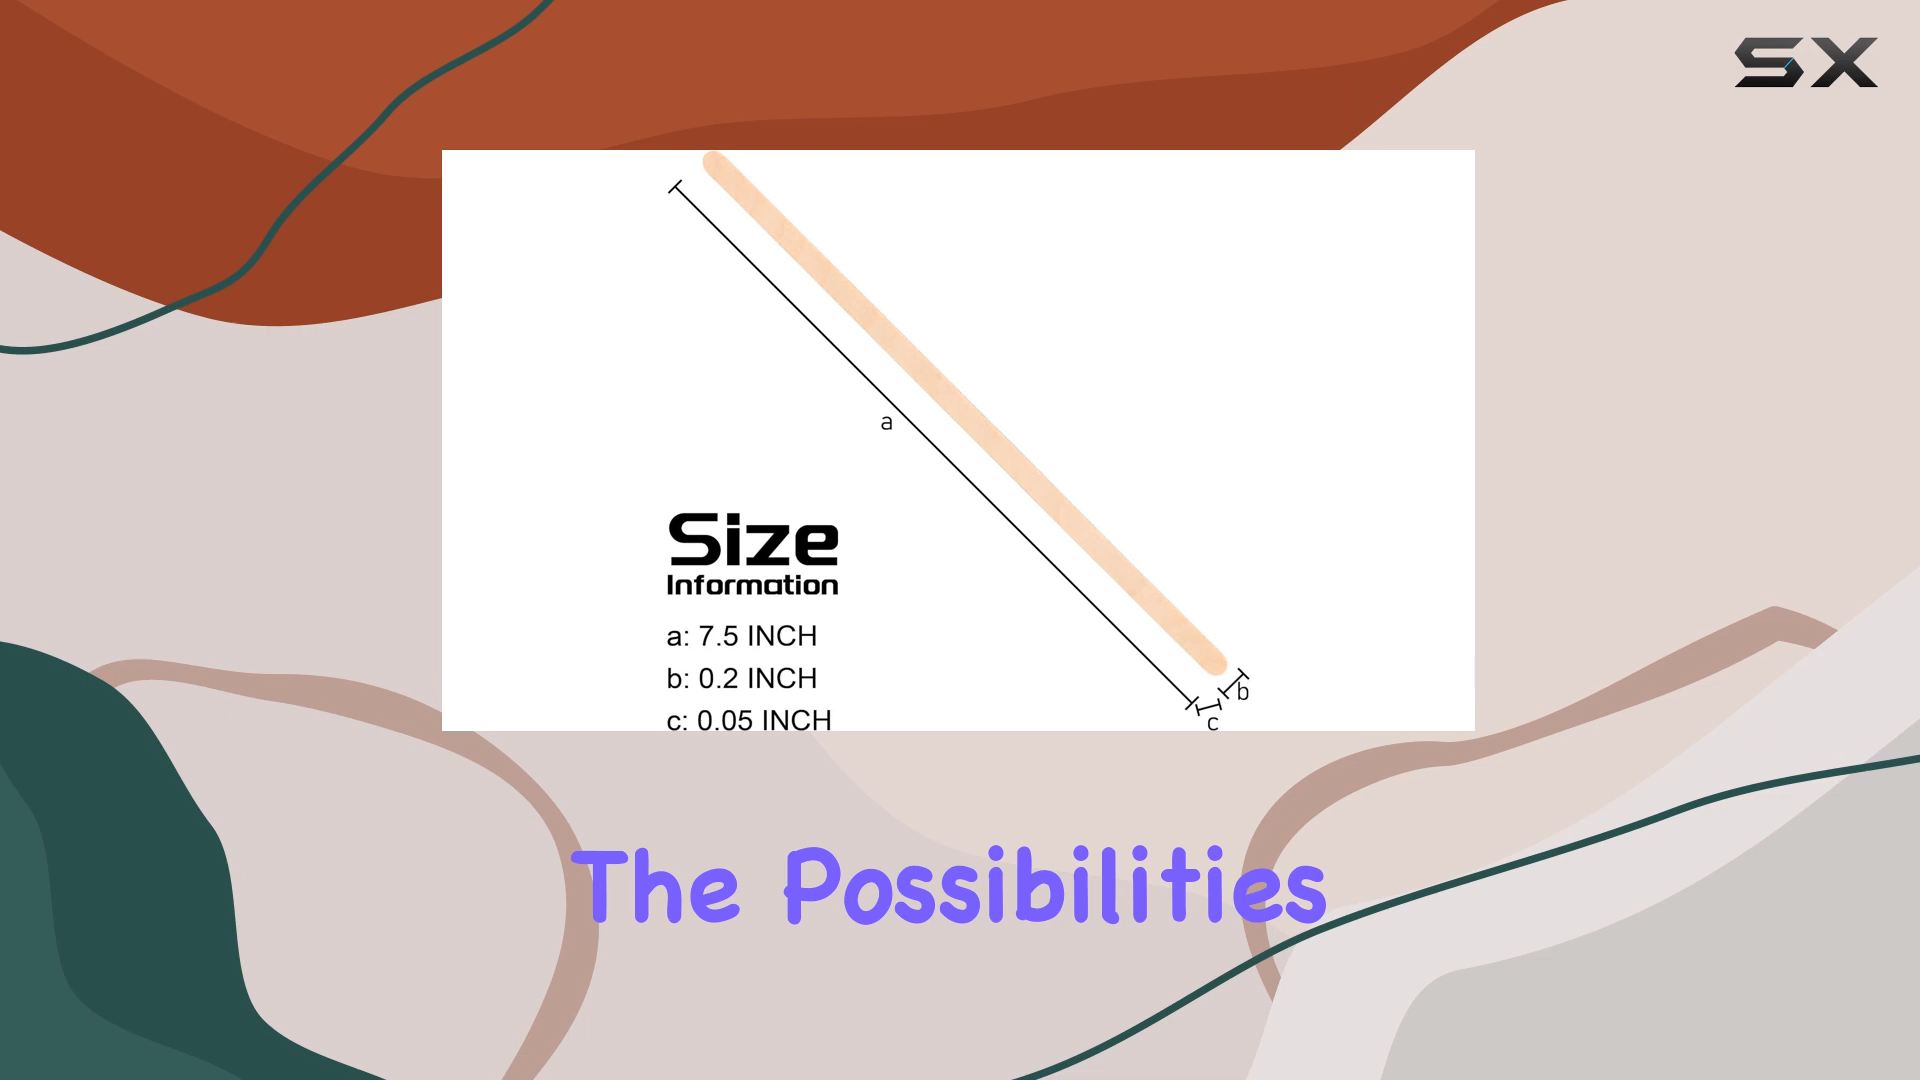 SX
a
Size
Information
a: 7.5 INCH
b: 0.2 INCH
c: 0.05 INCH
b
c
The Possibilities